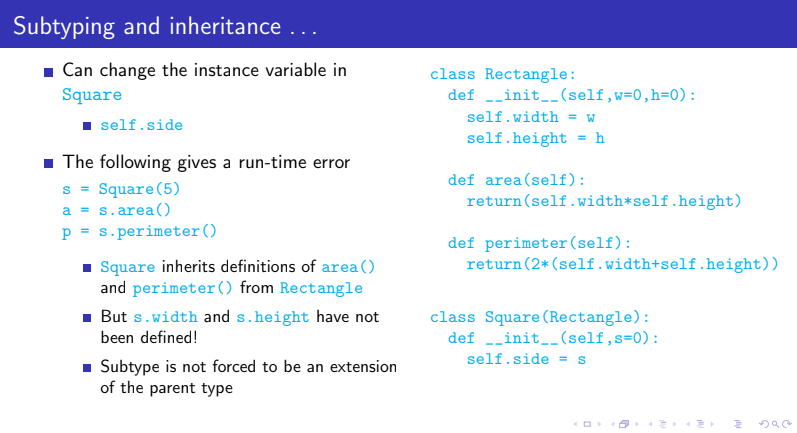 Subtyping and inheritance . . .
Can change the instance variable in
Square
self.side
The following gives a run-time error
s = Square(5)
a = s.area()
p = s.perimeter()
Square inherits definitions of area()
and perimeter() from Rectangle
But s.width and s.height have not
been defined!
Subtype is not forced to be an extension
of the parent type
class Rectangle:
  def __init__(self,w=0,h=0):
    self.width = w
    self.height = h

  def area(self):
    return(self.width*self.height)

  def perimeter(self):
    return(2*(self.width+self.height))

class Square(Rectangle):
  def __init__(self,s=0):
    self.side = s